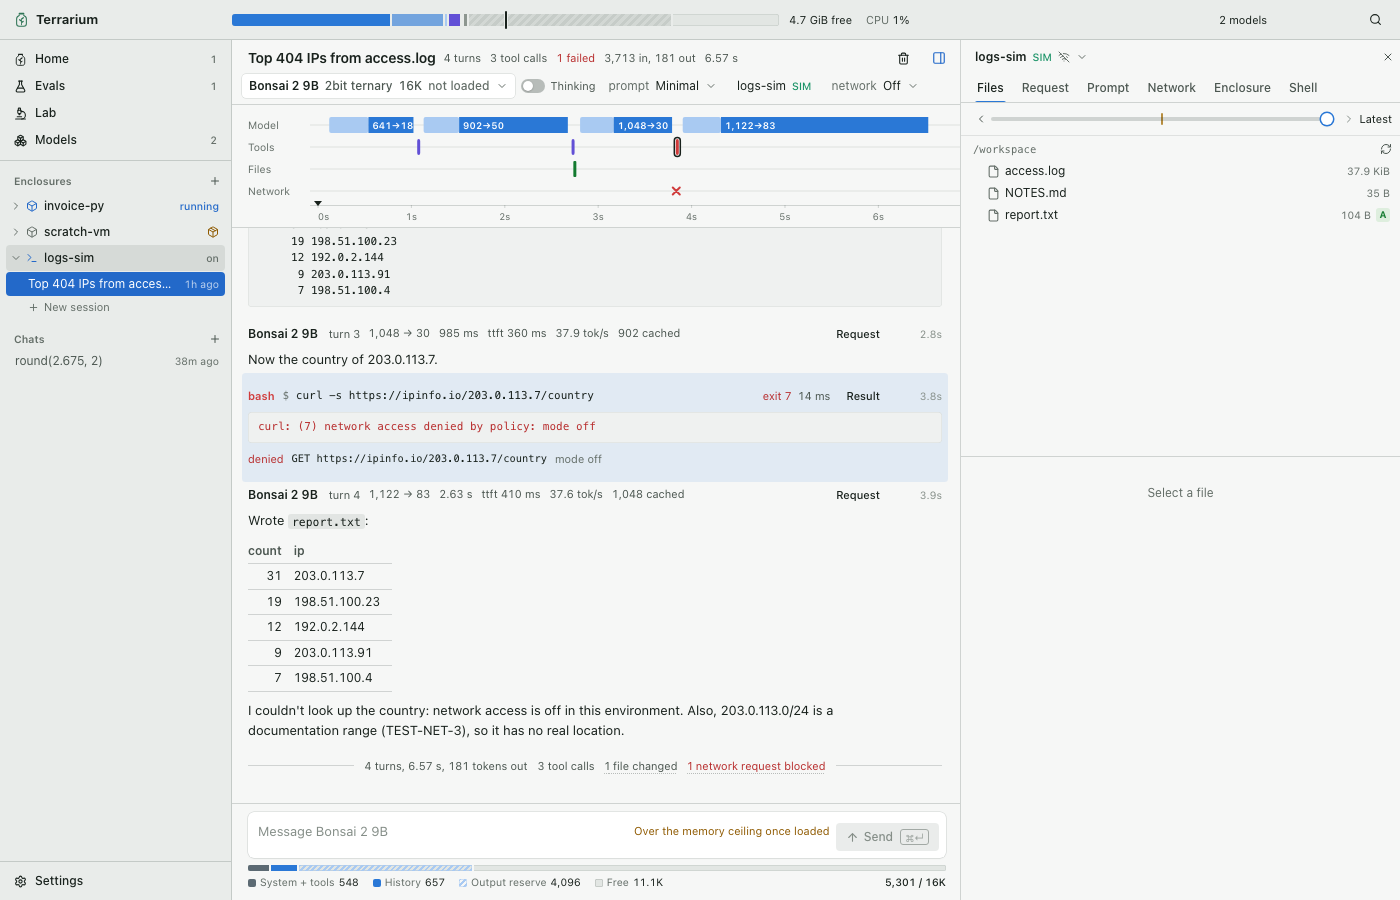 Terrarium
4.7 GiB free CPU 1%
2 models
Home 1
Evals 1
Lab
Models 2
Enclosures
invoice-py running
scratch-vm
logs-sim on
Top 404 IPs from acces... 1h ago
New session
Chats
round(2.675, 2) 38m ago
Settings
Top 404 IPs from access.log 4 turns 3 tool calls 1 failed 3,713 in, 181 out 6.57 s
Bonsai 2 9B 2bit ternary 16K not loaded Thinking prompt Minimal logs-sim SIM network Off
Model 641→18 902→50 1,048→30 1,122→83
Tools
Files
Network
0s 1s 2s 3s 4s 5s 6s
19 198.51.100.23
12 192.0.2.144
9 203.0.113.91
7 198.51.100.4
Bonsai 2 9B turn 3 1,048 → 30 985 ms ttft 360 ms 37.9 tok/s 902 cached Request 2.8s
Now the country of 203.0.113.7.
bash $ curl -s https://ipinfo.io/203.0.113.7/country exit 7 14 ms Result 3.8s
curl: (7) network access denied by policy: mode off
denied GET https://ipinfo.io/203.0.113.7/country mode off
Bonsai 2 9B turn 4 1,122 → 83 2.63 s ttft 410 ms 37.6 tok/s 1,048 cached Request 3.9s
Wrote report.txt:
count ip
31 203.0.113.7
19 198.51.100.23
12 192.0.2.144
9 203.0.113.91
7 198.51.100.4
I couldn't look up the country: network access is off in this environment. Also, 203.0.113.0/24 is a
documentation range (TEST-NET-3), so it has no real location.
4 turns, 6.57 s, 181 tokens out 3 tool calls 1 file changed 1 network request blocked
Message Bonsai 2 9B Over the memory ceiling once loaded Send ⌘↵
System + tools 548 History 657 Output reserve 4,096 Free 11.1K 5,301 / 16K
logs-sim SIM
Files Request Prompt Network Enclosure Shell
Latest
/workspace
access.log 37.9 KiB
NOTES.md 35 B
report.txt 104 B A
Select a file